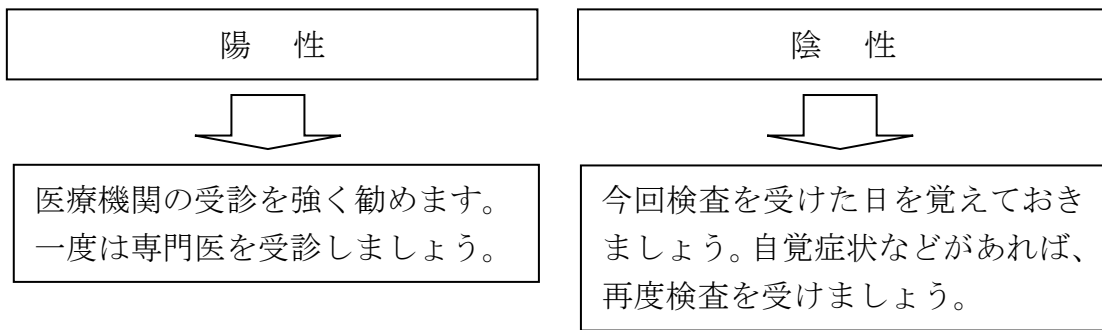 陽 性
陰 性
医療機関の受診を強く勧めます。
一度は専門医を受診しましょう。
今回検査を受けた日を覚えておき
ましょう。自覚症状などがあれば、
再度検査を受けましょう。